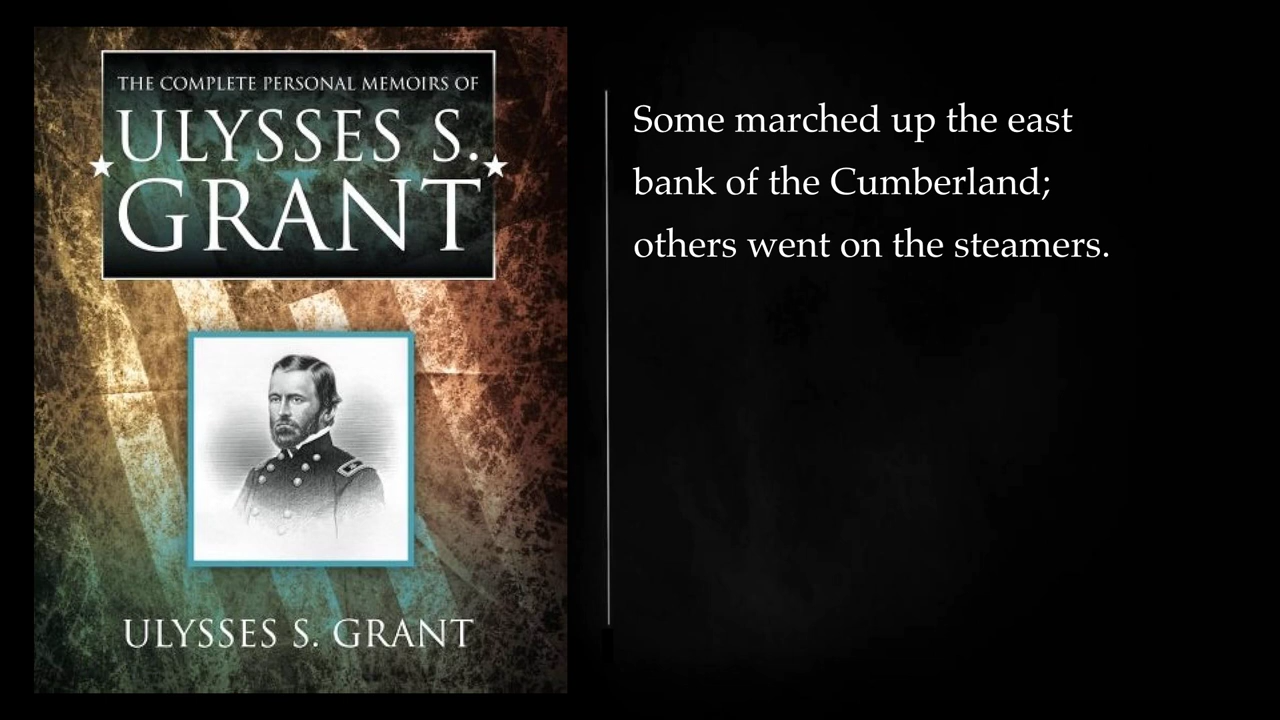 THE COMPLETE PERSONAL MEMOIRS OF
ULYSSES S.
GRANT
ULYSSES S. GRANT
Some marched up the east
bank of the Cumberland;
others went on the steamers.